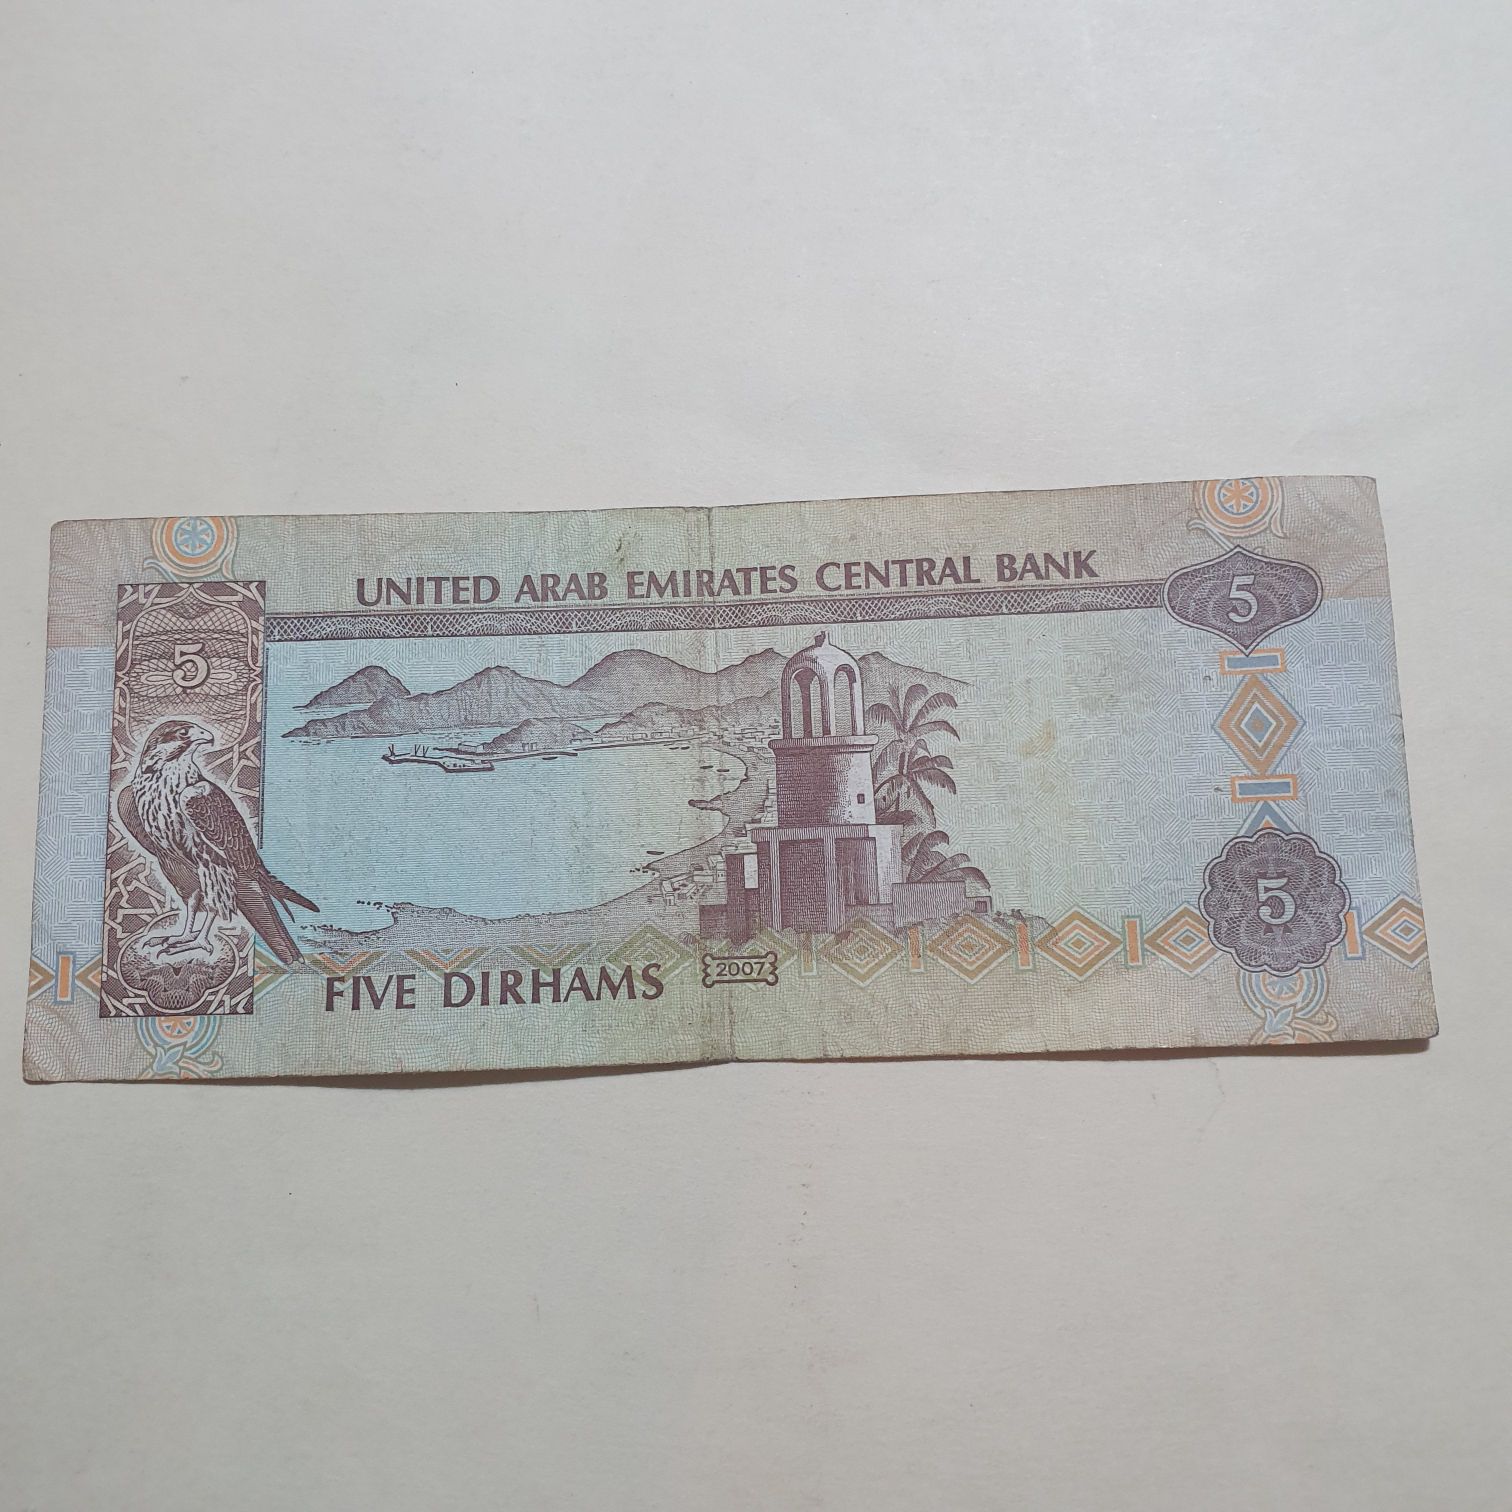 UNITED ARAB EMIRATES CENTRAL BANK
5
5
5
FIVE DIRHAMS
2007